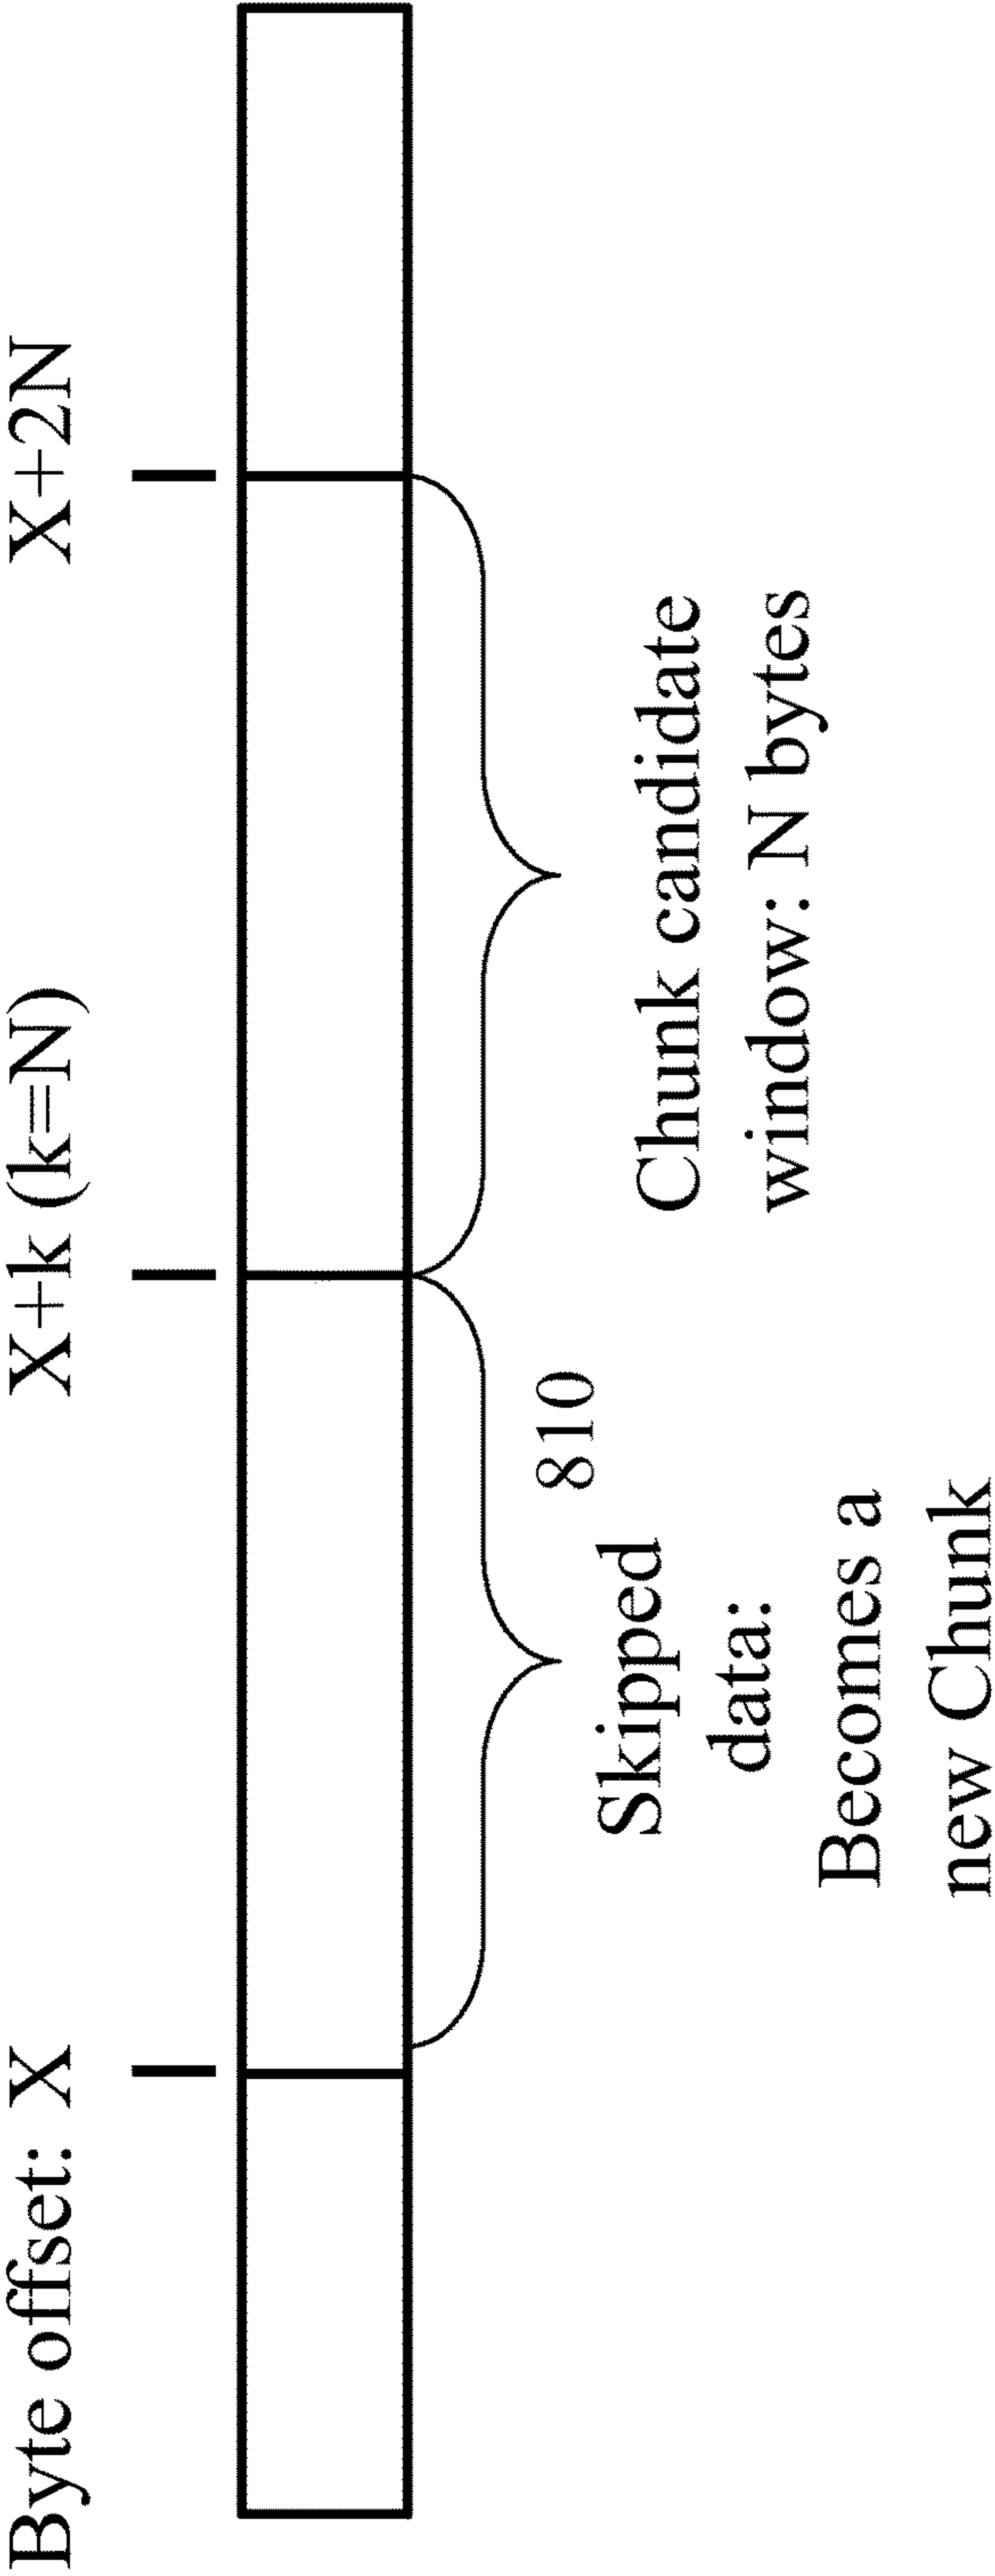 Byte offset: X
X+k (k=N)
X+2N
810
Skipped
data:
Becomes a
new Chunk
Chunk candidate
window: N bytes